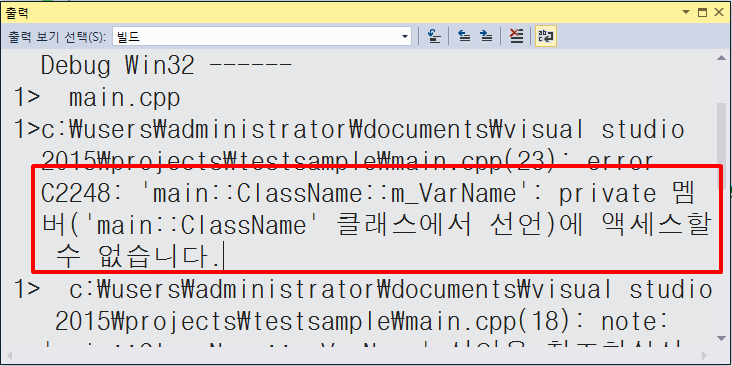 출력
출력 보기 선택(S): 빌드
Debug Win32 ------
1>  main.cpp
1>c:\users\administrator\documents\visual studio
2015\projects\testsample\main.cpp(23): error
C2248: 'main::ClassName::m_VarName': private 멤
버('main::ClassName' 클래스에서 선언)에 액세스할
수 없습니다.
1>  c:\users\administrator\documents\visual studio
2015\projects\testsample\main.cpp(18): note: